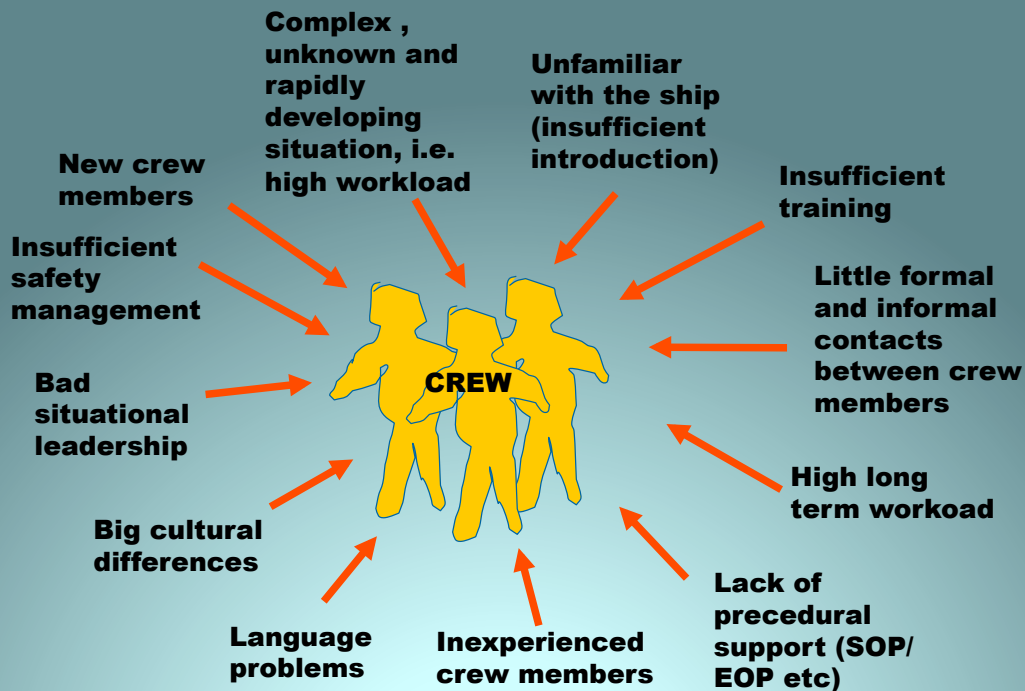 Complex ,
unknown and
rapidly
developing
situation, i.e.
high workload
Unfamiliar
with the ship
(insufficient
introduction)
New crew
members
Insufficient
training
Insufficient
safety
management
Little formal
and informal
contacts
between crew
members
CREW
Bad
situational
leadership
High long
term workoad
Big cultural
differences
Lack of
precedural
support (SOP/
EOP etc)
Language
problems
Inexperienced
crew members